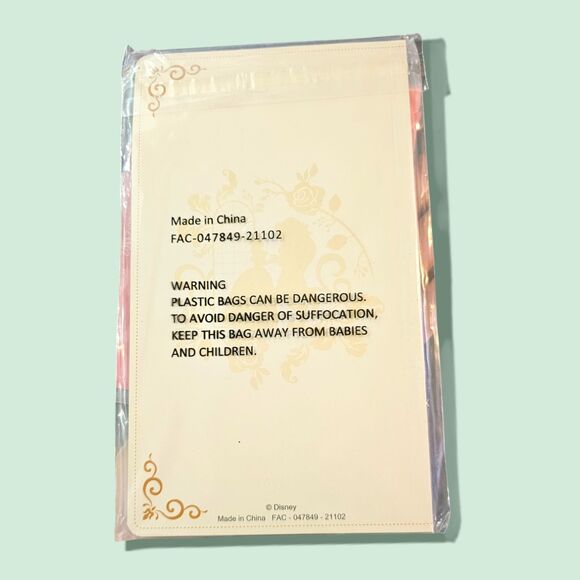 Made in China
FAC-047849-21102
WARNING
PLASTIC BAGS CAN BE DANGEROUS.
TO AVOID DANGER OF SUFFOCATION,
KEEP THIS BAG AWAY FROM BABIES
AND CHILDREN.
© Disney
Made in China FAC - 047849 - 21102